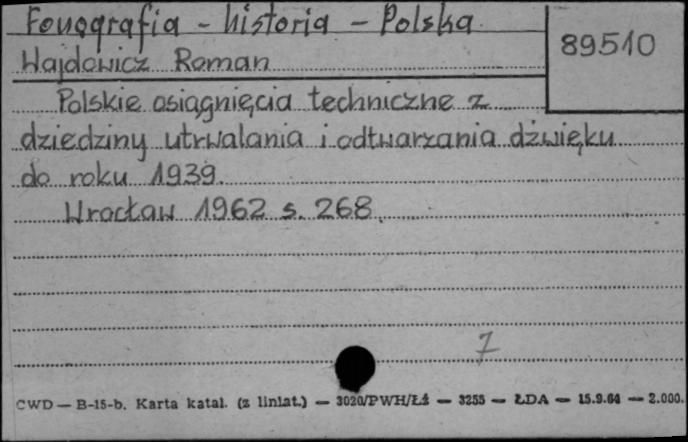 Fonografia - historia - Polska
89510
Wajdowicz Roman
Polskie osiągnięcia techniczne z
dziedziny utrwalania i odtwarzania dźwięku
do roku 1939.
Wrocław 1962 s. 268.
7
CWD — B-15-b. Karta katal. (z liniat.) — 3020/PWH/Łź — 3255 — ŁDA — 15.9.64 — 2.000.